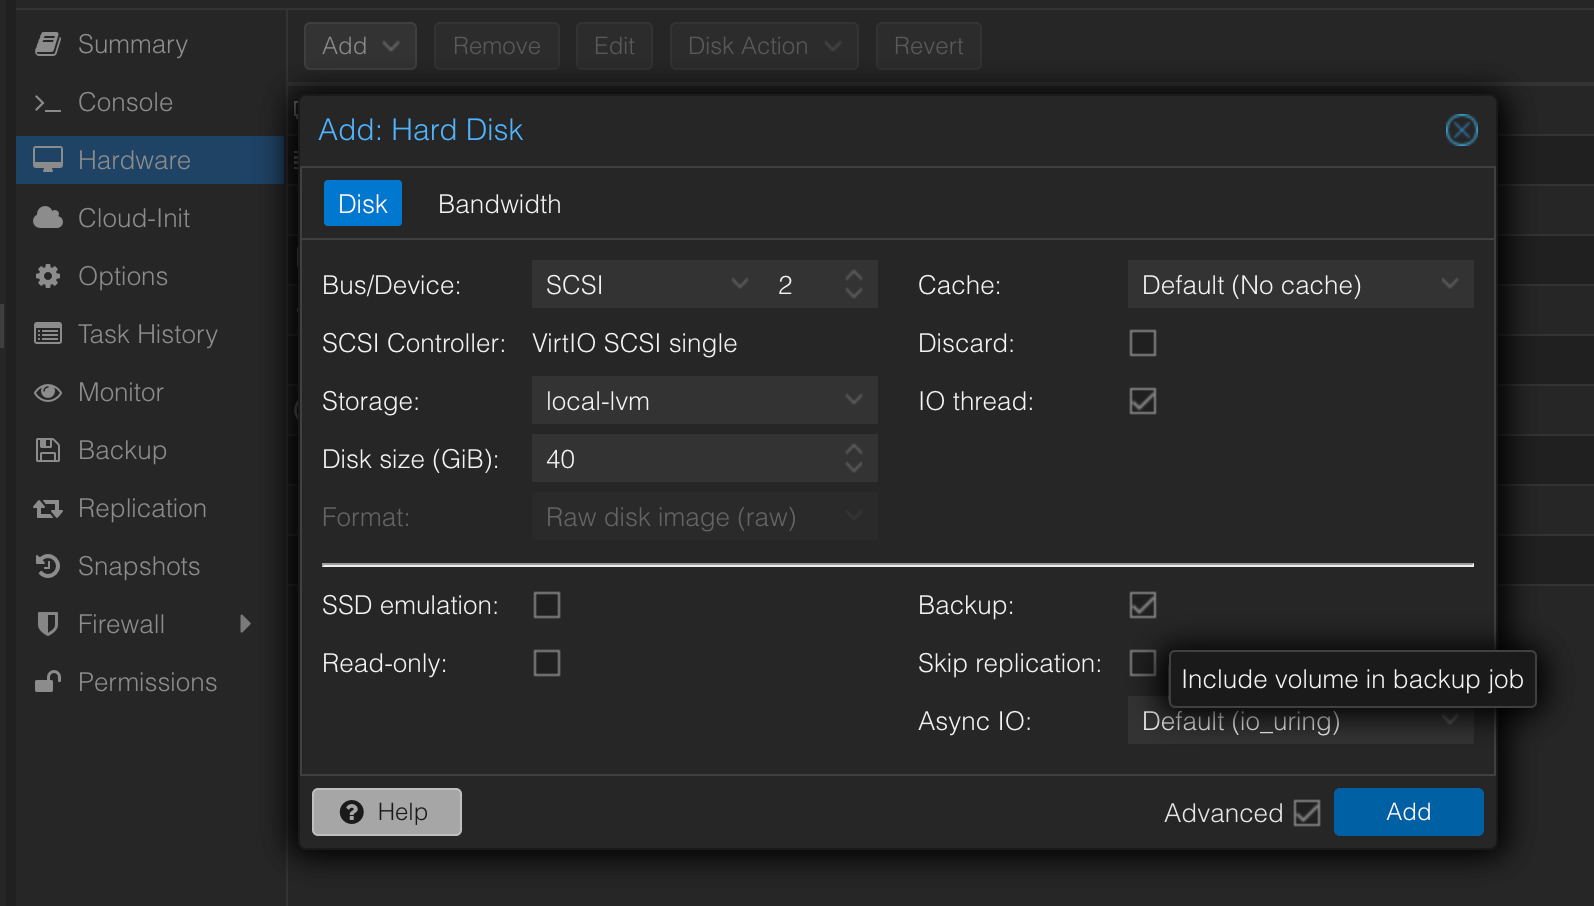 Summary
Console
Hardware
Cloud-Init
Options
Task History
Monitor
Backup
Replication
Snapshots
Firewall
Permissions
Add Remove Edit Disk Action Revert
Add: Hard Disk
Disk Bandwidth
Bus/Device: SCSI 2
SCSI Controller: VirtIO SCSI single
Storage: local-lvm
Disk size (GiB): 40
Format: Raw disk image (raw)
Cache: Default (No cache)
Discard:
IO thread:
SSD emulation:
Read-only:
Backup:
Skip replication:
Include volume in backup job
Async IO: Default (io_uring)
Help
Advanced Add